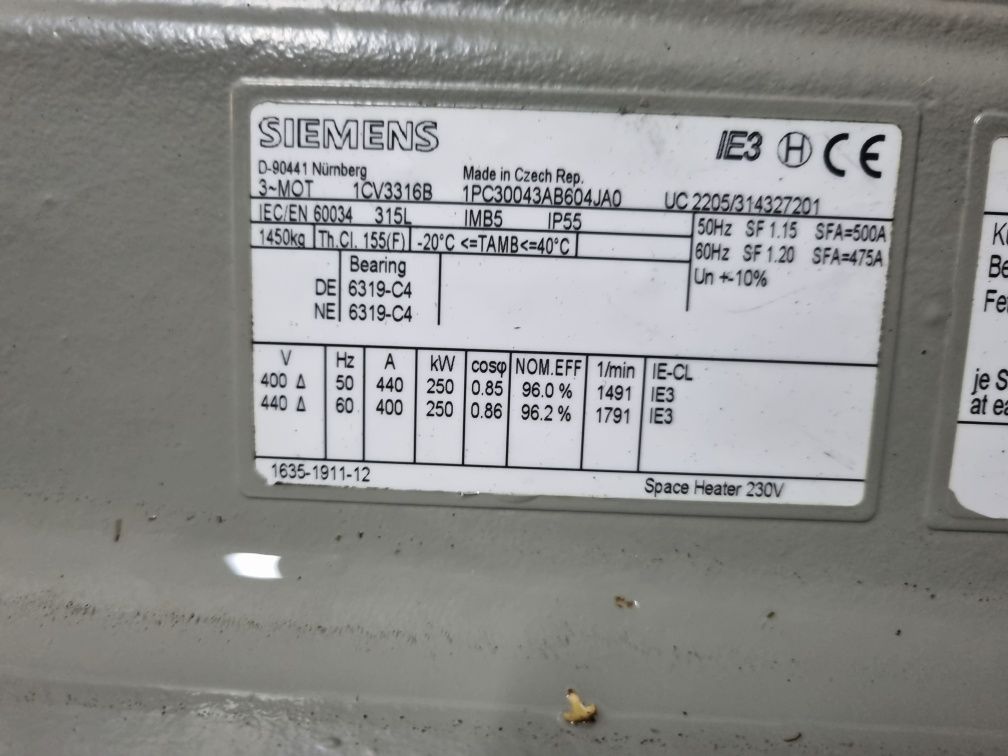 SIEMENS
IE3 H CE
D-90441 Nürnberg
Made in Czech Rep.
3~MOT 1CV3316B 1PC30043AB604JA0 UC 2205/314327201
IEC/EN 60034 315L IMB5 IP55
50Hz SF 1.15 SFA=500A
1450kg Th.Cl. 155(F) -20°C <=TAMB<=40°C
60Hz SF 1.20 SFA=475A
Un +-10%
Bearing
DE 6319-C4
NE 6319-C4
V Hz A kW cosφ NOM.EFF 1/min IE-CL
400 Δ 50 440 250 0.85 96.0 % 1491 IE3
440 Δ 60 400 250 0.86 96.2 % 1791 IE3
1635-1911-12
Space Heater 230V
je S
at ea